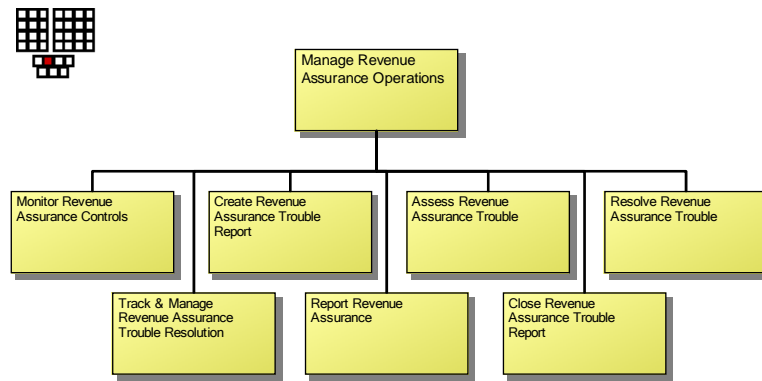 Manage Revenue
Assurance Operations
Monitor Revenue
Assurance Controls
Create Revenue
Assurance Trouble
Report
Assess Revenue
Assurance Trouble
Resolve Revenue
Assurance Trouble
Track & Manage
Revenue Assurance
Trouble Resolution
Report Revenue
Assurance
Close Revenue
Assurance Trouble
Report